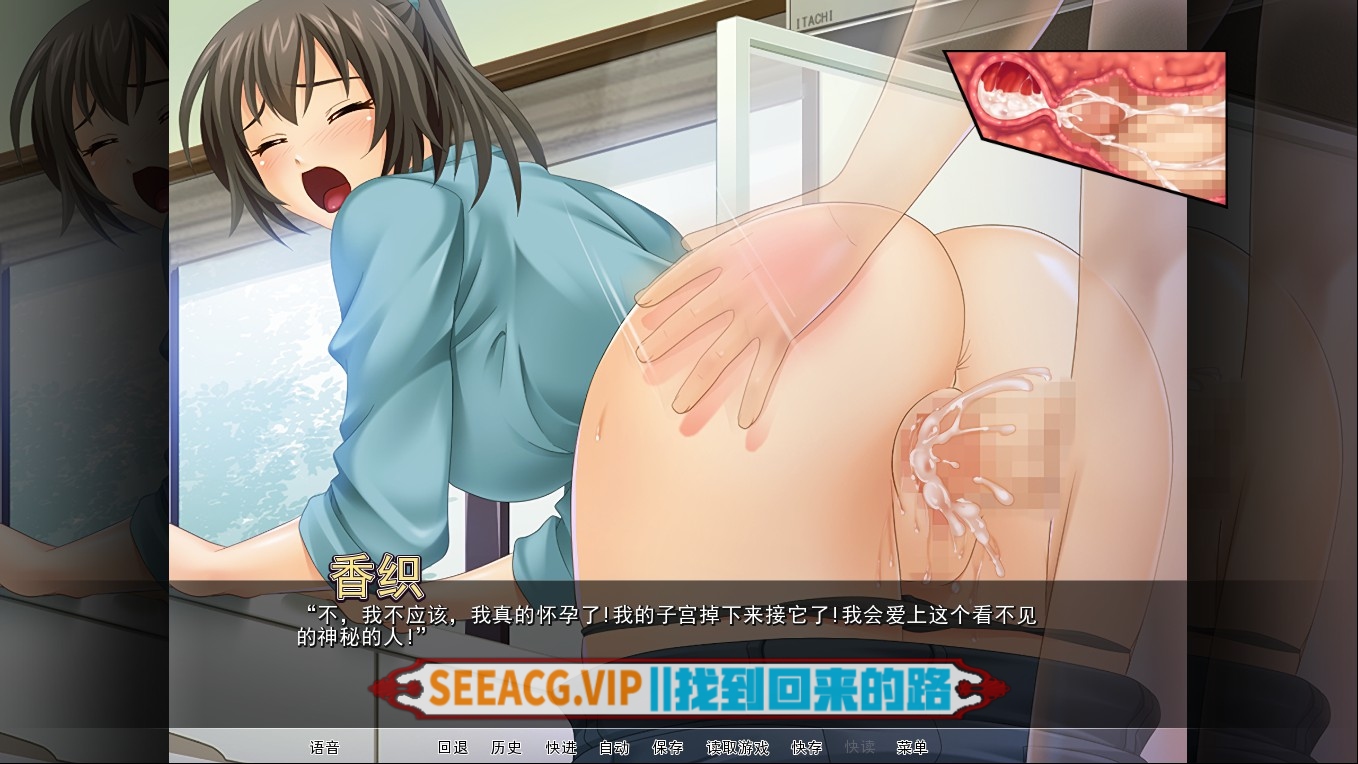 ITACHI
香织
“不，我不应该，我真的怀孕了!我的子宫掉下来接它了!我会爱上这个看不见
的神秘的人!”
SEEACG.VIP||找到回来的路
语音 回退 历史 快进 自动 保存 读取游戏 快存 快读 菜单